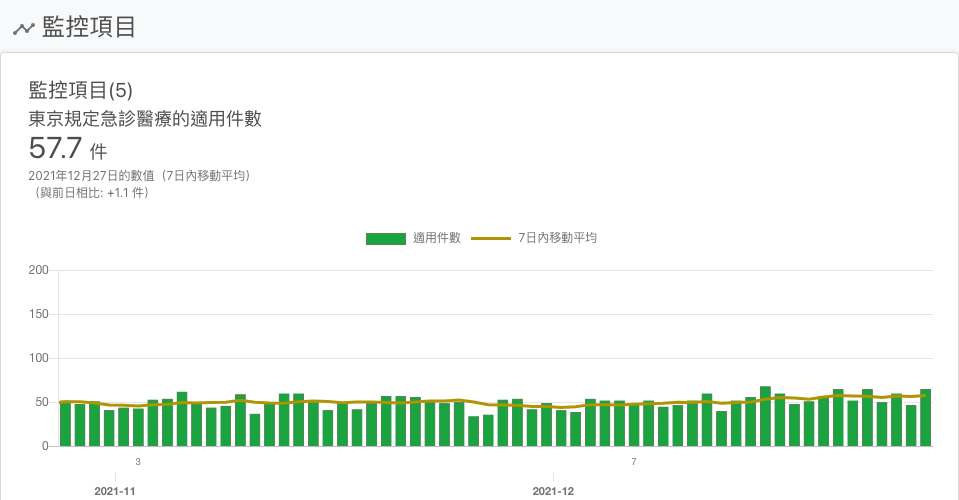 監控項目
監控項目(5)
東京規定急診醫療的適用件數
57.7 件
2021年12月27日的數值（7日內移動平均）
（與前日相比: +1.1 件）
適用件數 7日內移動平均
200
150
100
50
0
3 7
2021-11 2021-12